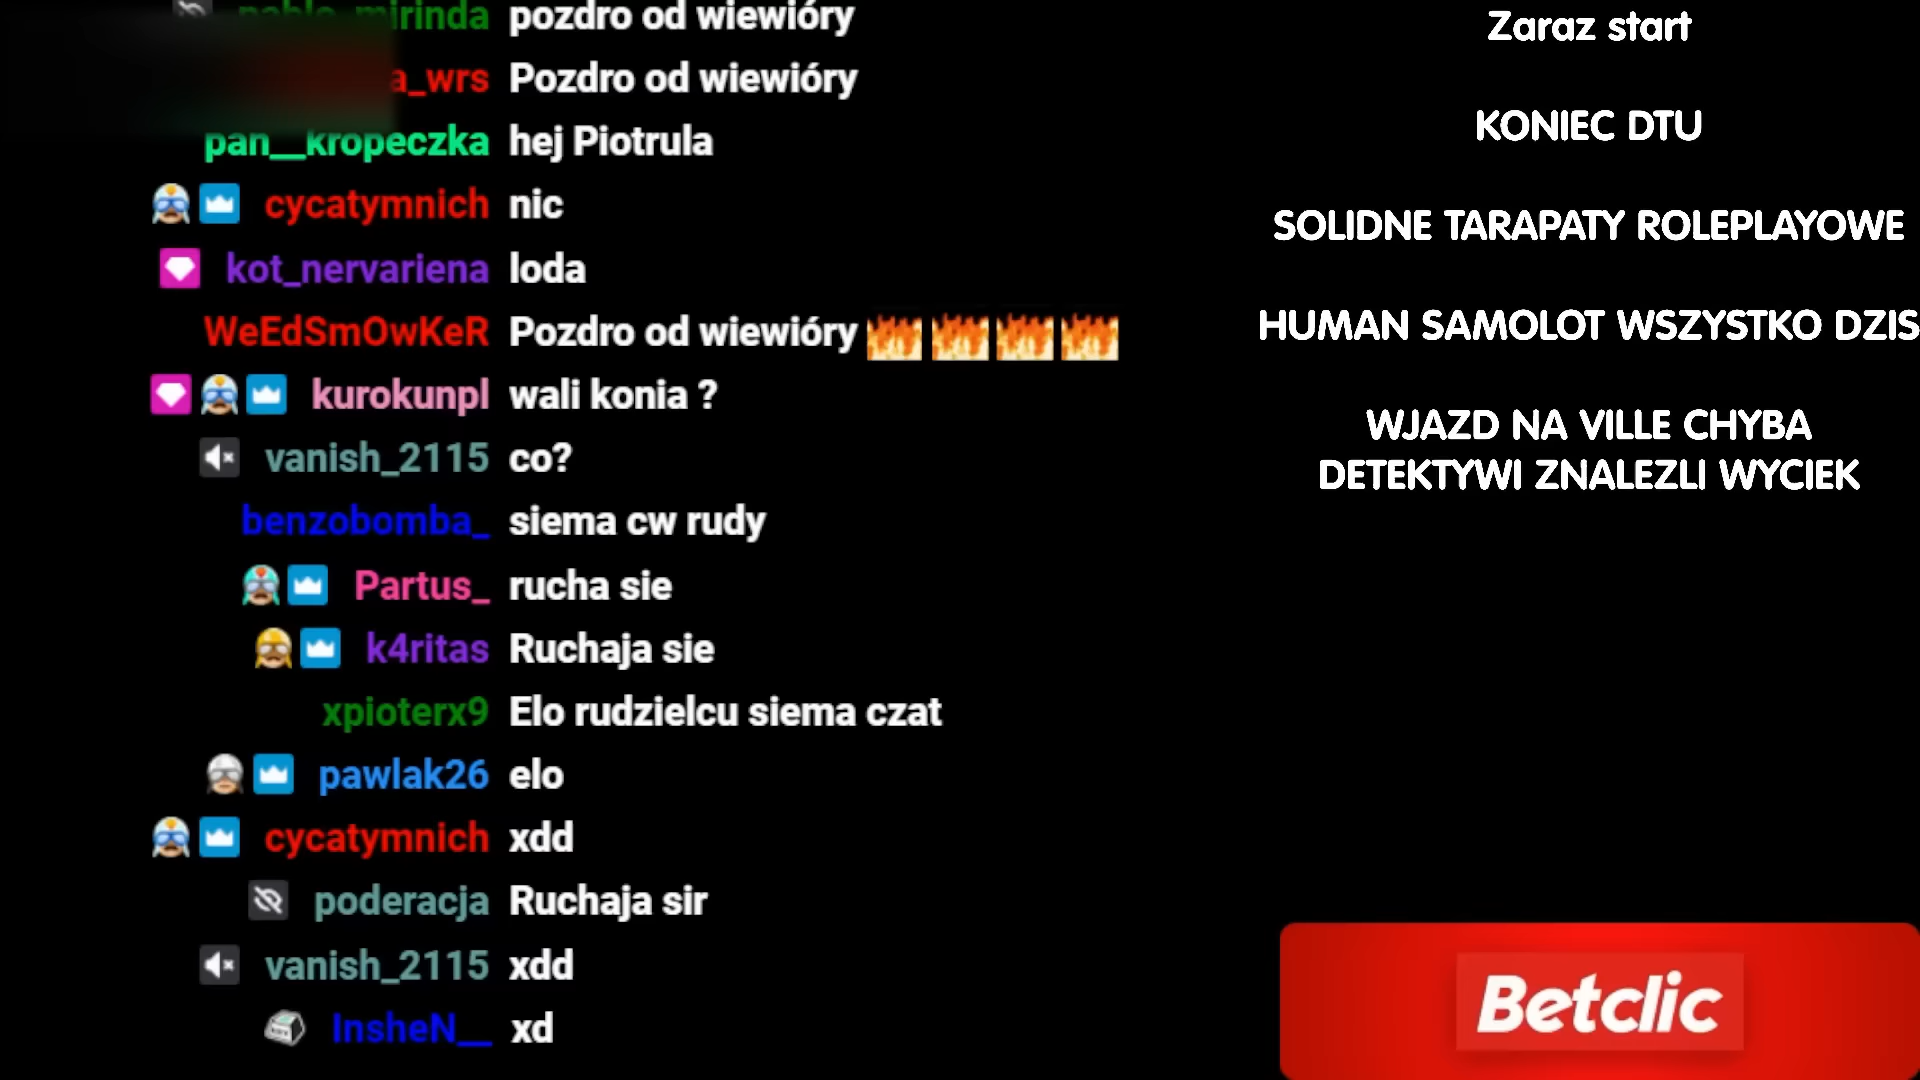 pablo_mirinda pozdro od wiewióry
a_wrs Pozdro od wiewióry
pan__kropeczka hej Piotrula
cycatymnich nic
kot_nervariena loda
WeEdSmOwKeR Pozdro od wiewióry
kurokunpl wali konia ?
vanish_2115 co?
benzobomba_ siema cw rudy
Partus_ rucha sie
k4ritas Ruchaja sie
xpioterx9 Elo rudzielcu siema czat
pawlak26 elo
cycatymnich xdd
poderacja Ruchaja sir
vanish_2115 xdd
InsheN__ xd
Zaraz start
KONIEC DTU
SOLIDNE TARAPATY ROLEPLAYOWE
HUMAN SAMOLOT WSZYSTKO DZIS
WJAZD NA VILLE CHYBA
DETEKTYWI ZNALEZLI WYCIEK
Betclic